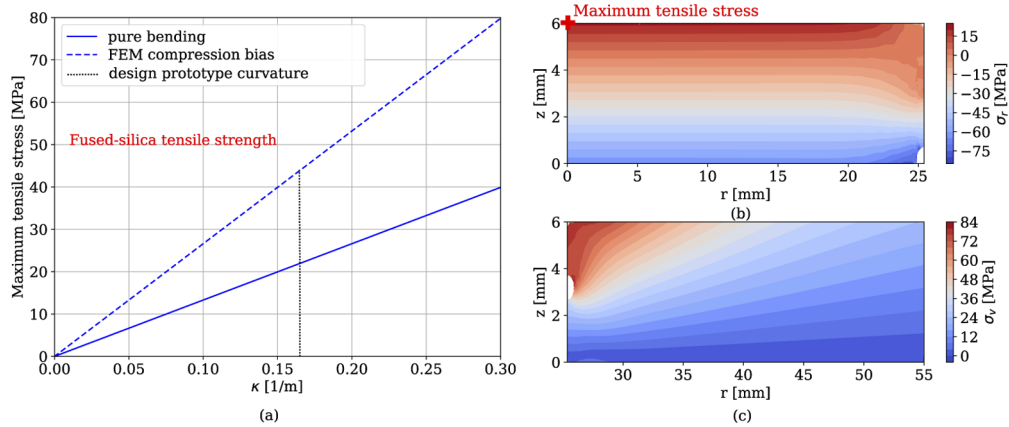 80
70
60
50
40
30
20
10
0
Maximum tensile stress [MPa]
pure bending
FEM compression bias
design prototype curvature
Fused-silica tensile strength
0.00 0.05 0.10 0.15 0.20 0.25 0.30
κ [1/m]
(a)
Maximum tensile stress
6
4
2
0
z [mm]
0 5 10 15 20 25
r [mm]
(b)
15
0
−15
−30
−45
−60
−75
σr [MPa]
6
4
2
0
z [mm]
30 35 40 45 50 55
r [mm]
(c)
84
72
60
48
36
24
12
0
σv [MPa]